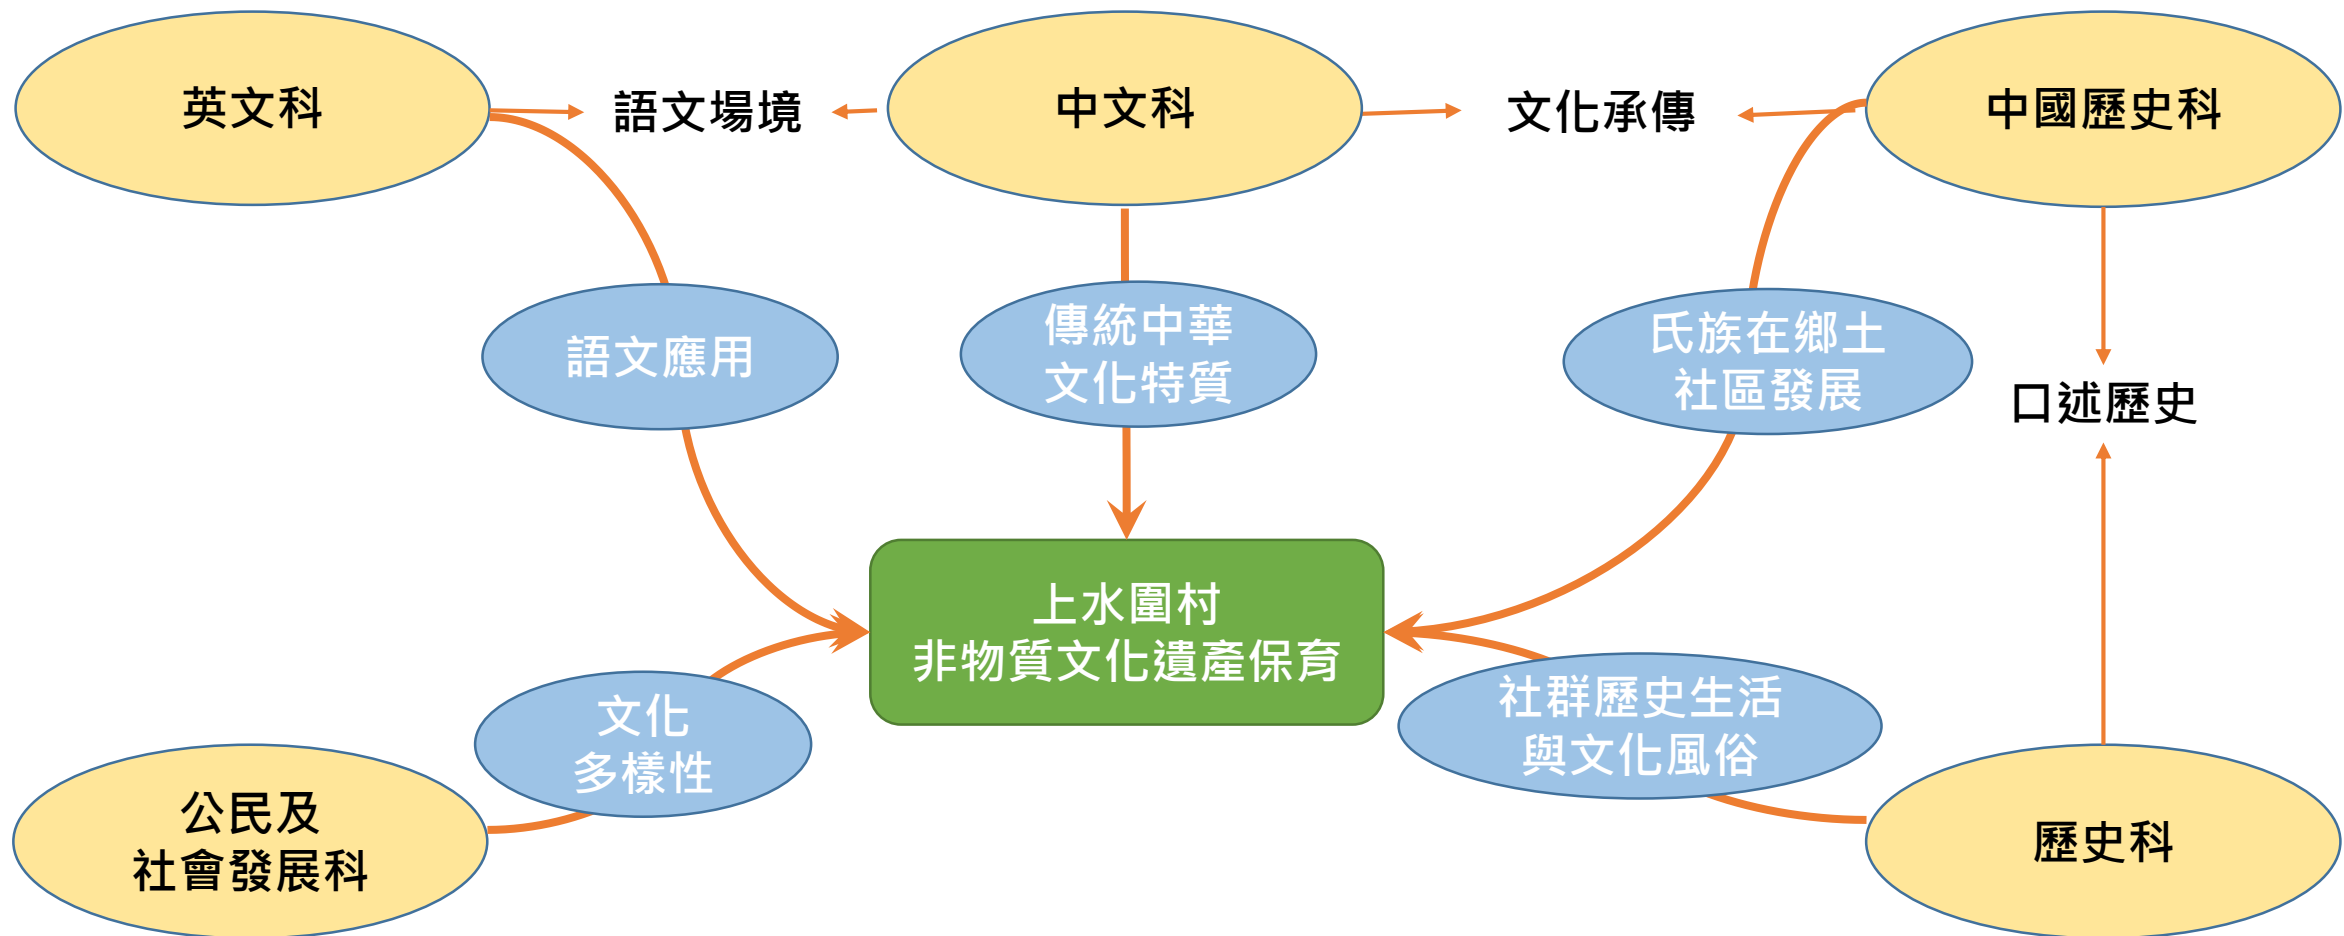 英文科
語文場境
中文科
文化承傳
中國歷史科
語文應用
傳統中華
文化特質
氏族在鄉土
社區發展
口述歷史
上水圍村
非物質文化遺產保育
文化
多樣性
社群歷史生活
與文化風俗
公民及
社會發展科
歷史科